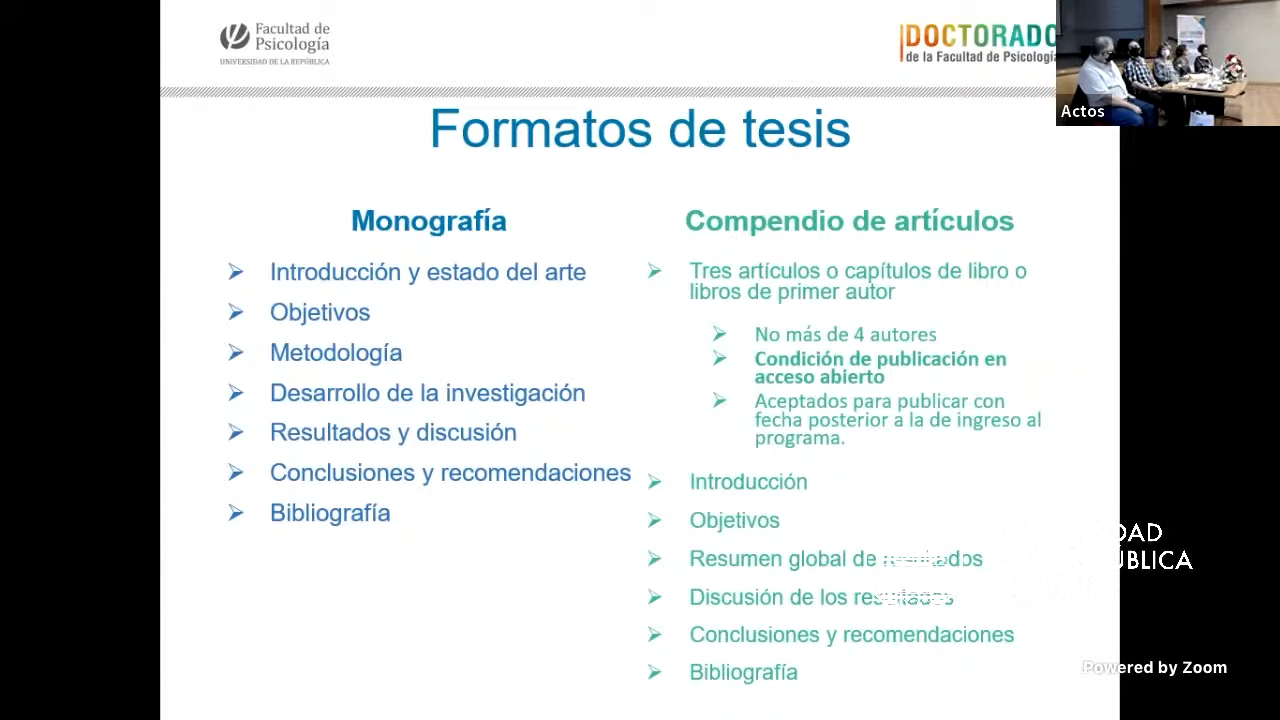 Facultad de
Psicología
UNIVERSIDAD DE LA REPÚBLICA
DOCTORADO
de la Facultad de Psicología
Actos
Formatos de tesis
Monografía
Introducción y estado del arte
Objetivos
Metodología
Desarrollo de la investigación
Resultados y discusión
Conclusiones y recomendaciones
Bibliografía
Compendio de artículos
Tres artículos o capítulos de libro o
libros de primer autor
No más de 4 autores
Condición de publicación en
acceso abierto
Aceptados para publicar con
fecha posterior a la de ingreso al
programa.
Introducción
Objetivos
Resumen global de resultados
Discusión de los resultados
Conclusiones y recomendaciones
Bibliografía
Powered by Zoom